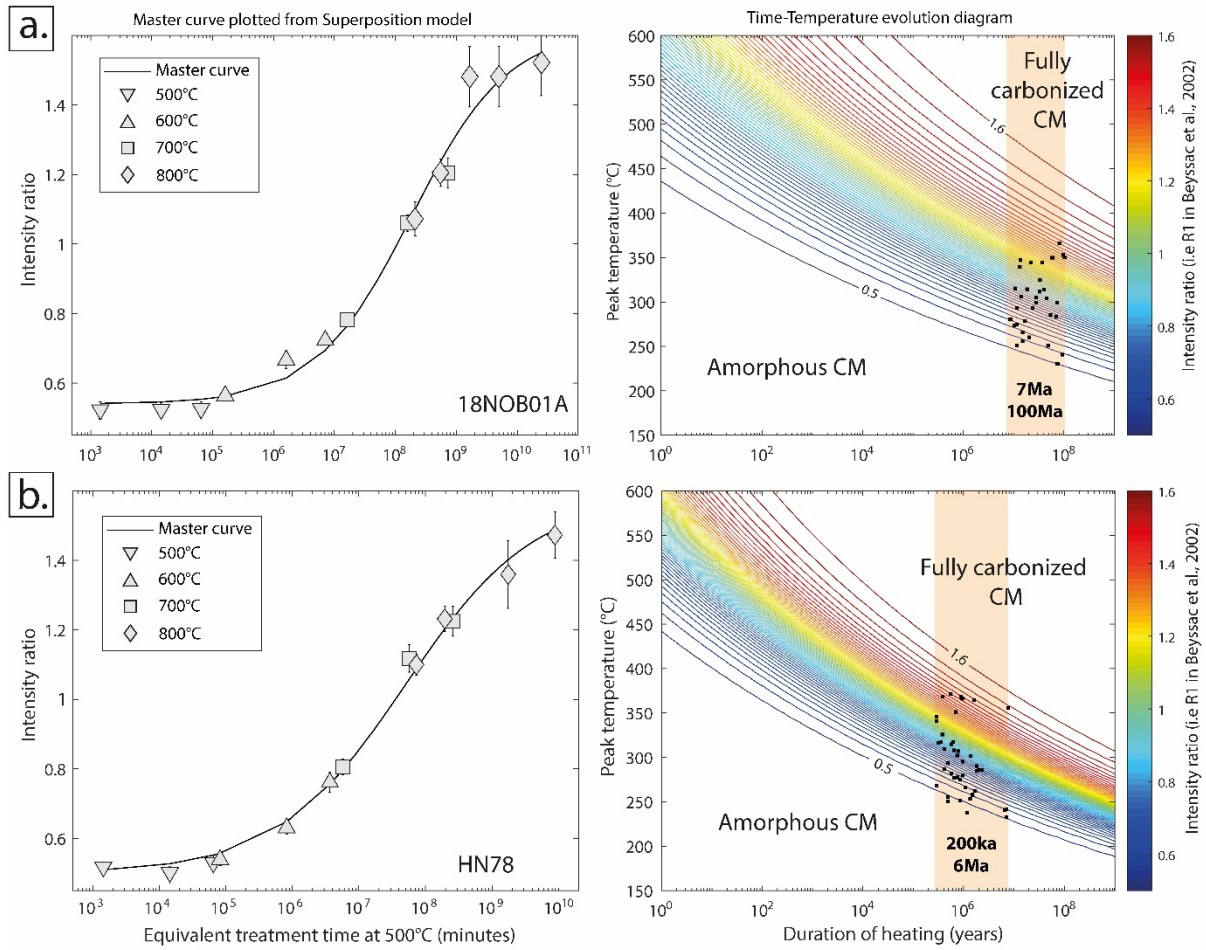 a.
Master curve plotted from Superposition model
Intensity ratio
1.4
1.2
1
0.8
0.6
Master curve
500°C
600°C
700°C
800°C
18NOB01A
10³ 10⁴ 10⁵ 10⁶ 10⁷ 10⁸ 10⁹ 10¹⁰ 10¹¹
Time-Temperature evolution diagram
Peak temperature (°C)
600
550
500
450
400
350
300
250
200
150
Fully
carbonized
CM
1.6
0.5
Amorphous CM
7Ma
100Ma
10⁰ 10² 10⁴ 10⁶ 10⁸
1.6
1.4
1.2
1
0.8
0.6
Intensity ratio (i.e R1 in Beyssac et al., 2002)
b.
Intensity ratio
1.4
1.2
1
0.8
0.6
Master curve
500°C
600°C
700°C
800°C
HN78
10³ 10⁴ 10⁵ 10⁶ 10⁷ 10⁸ 10⁹ 10¹⁰
Equivalent treatment time at 500°C (minutes)
Peak temperature (°C)
600
550
500
450
400
350
300
250
200
150
Fully carbonized
CM
1.6
0.5
Amorphous CM
200ka
6Ma
10⁰ 10² 10⁴ 10⁶ 10⁸
Duration of heating (years)
1.6
1.4
1.2
1
0.8
0.6
Intensity ratio (i.e R1 in Beyssac et al., 2002)